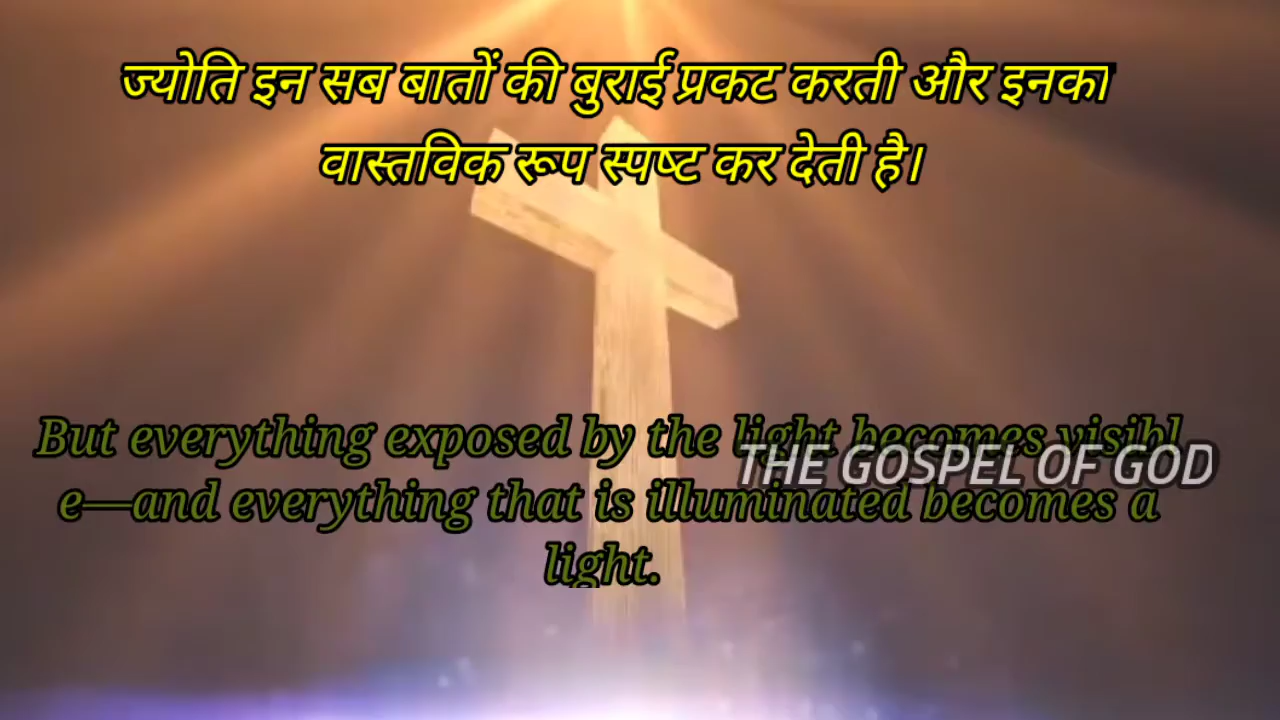 ज्योति इन सब बातों की बुराई प्रकट करती और इनका
वास्तविक रूप स्पष्ट कर देती है।
But everything exposed by the light becomes visibl
THE GOSPEL OF GOD
e—and everything that is illuminated becomes a
light.